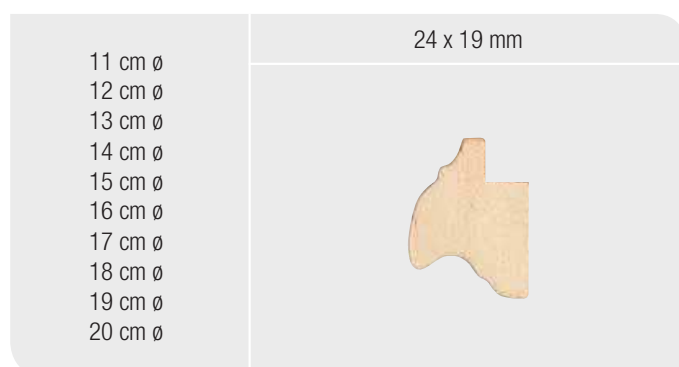 11 cm ø
12 cm ø
13 cm ø
14 cm ø
15 cm ø
16 cm ø
17 cm ø
18 cm ø
19 cm ø
20 cm ø
24 x 19 mm